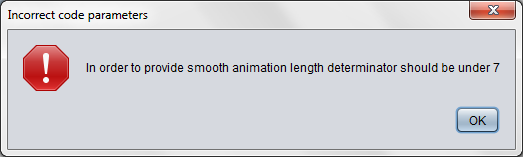 Incorrect code parameters
In order to provide smooth animation length determinator should be under 7
OK